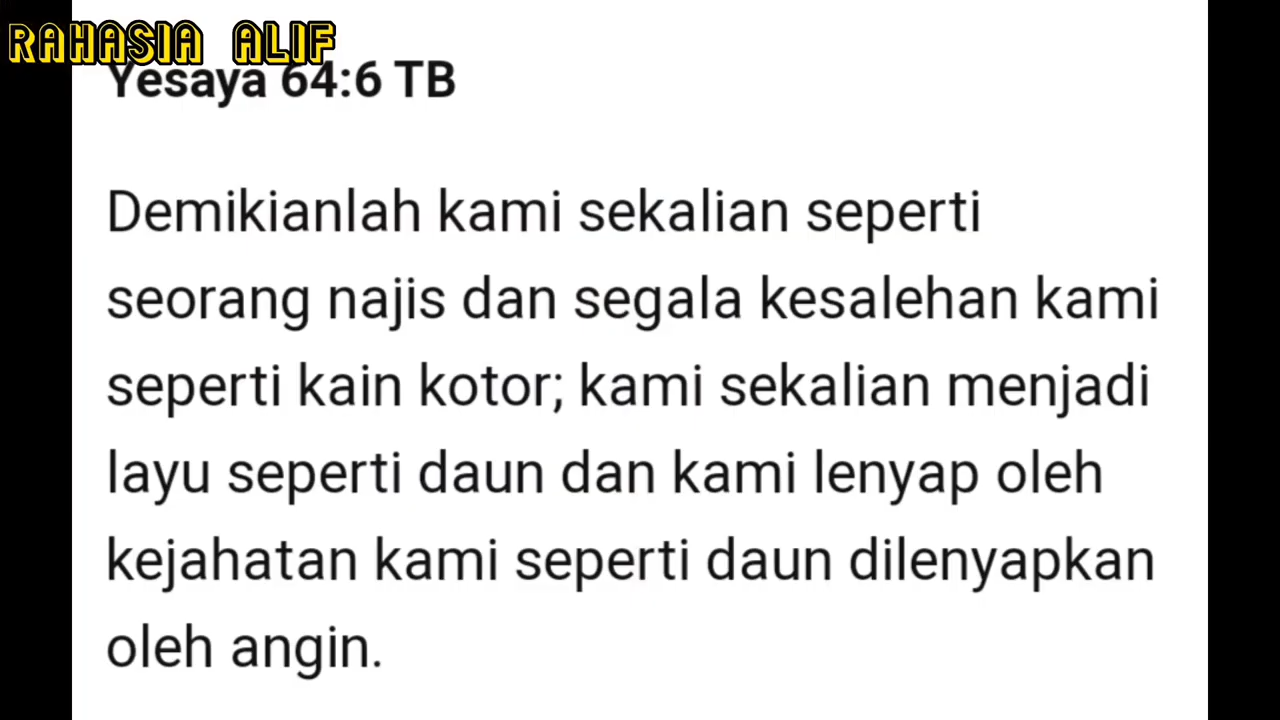 RAHASIA ALIF
Yesaya 64:6 TB
Demikianlah kami sekalian seperti
seorang najis dan segala kesalehan kami
seperti kain kotor; kami sekalian menjadi
layu seperti daun dan kami lenyap oleh
kejahatan kami seperti daun dilenyapkan
oleh angin.